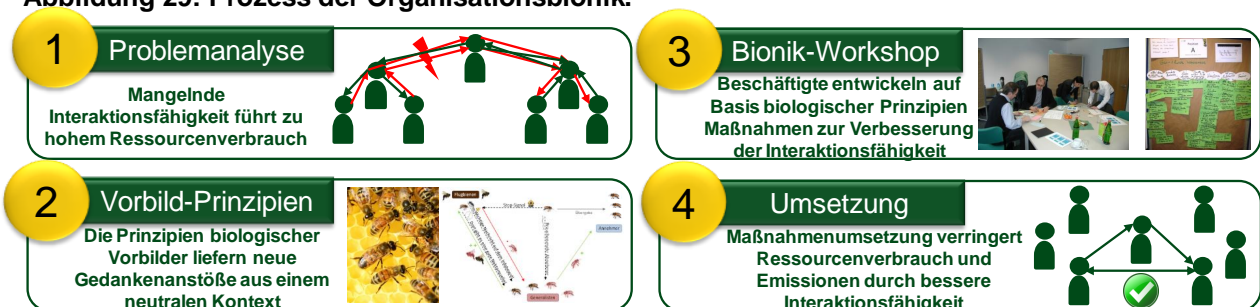 Abbildung 29: Prozess der Organisationsbionik.
1
Problemanalyse
Mangelnde
Interaktionsfähigkeit führt zu
hohem Ressourcenverbrauch
2
Vorbild-Prinzipien
Die Prinzipien biologischer
Vorbilder liefern neue
Gedankenanstöße aus einem
neutralen Kontext
3
Bionik-Workshop
Beschäftigte entwickeln auf
Basis biologischer Prinzipien
Maßnahmen zur Verbesserung
der Interaktionsfähigkeit
A
4
Umsetzung
Maßnahmenumsetzung verringert
Ressourcenverbrauch und
Emissionen durch bessere
Interaktionsfähigkeit